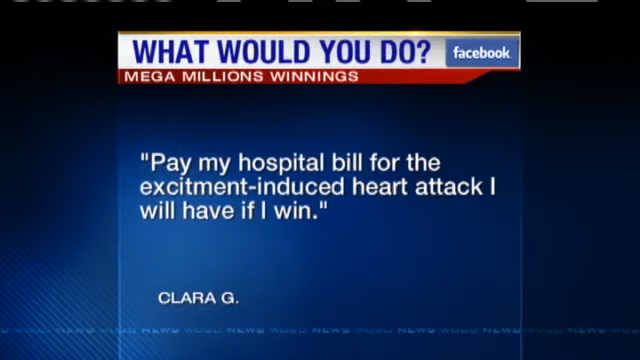 WHAT WOULD YOU DO? facebook
MEGA MILLIONS WINNINGS
"Pay my hospital bill for the
excitment-induced heart attack I
will have if I win."
CLARA G.